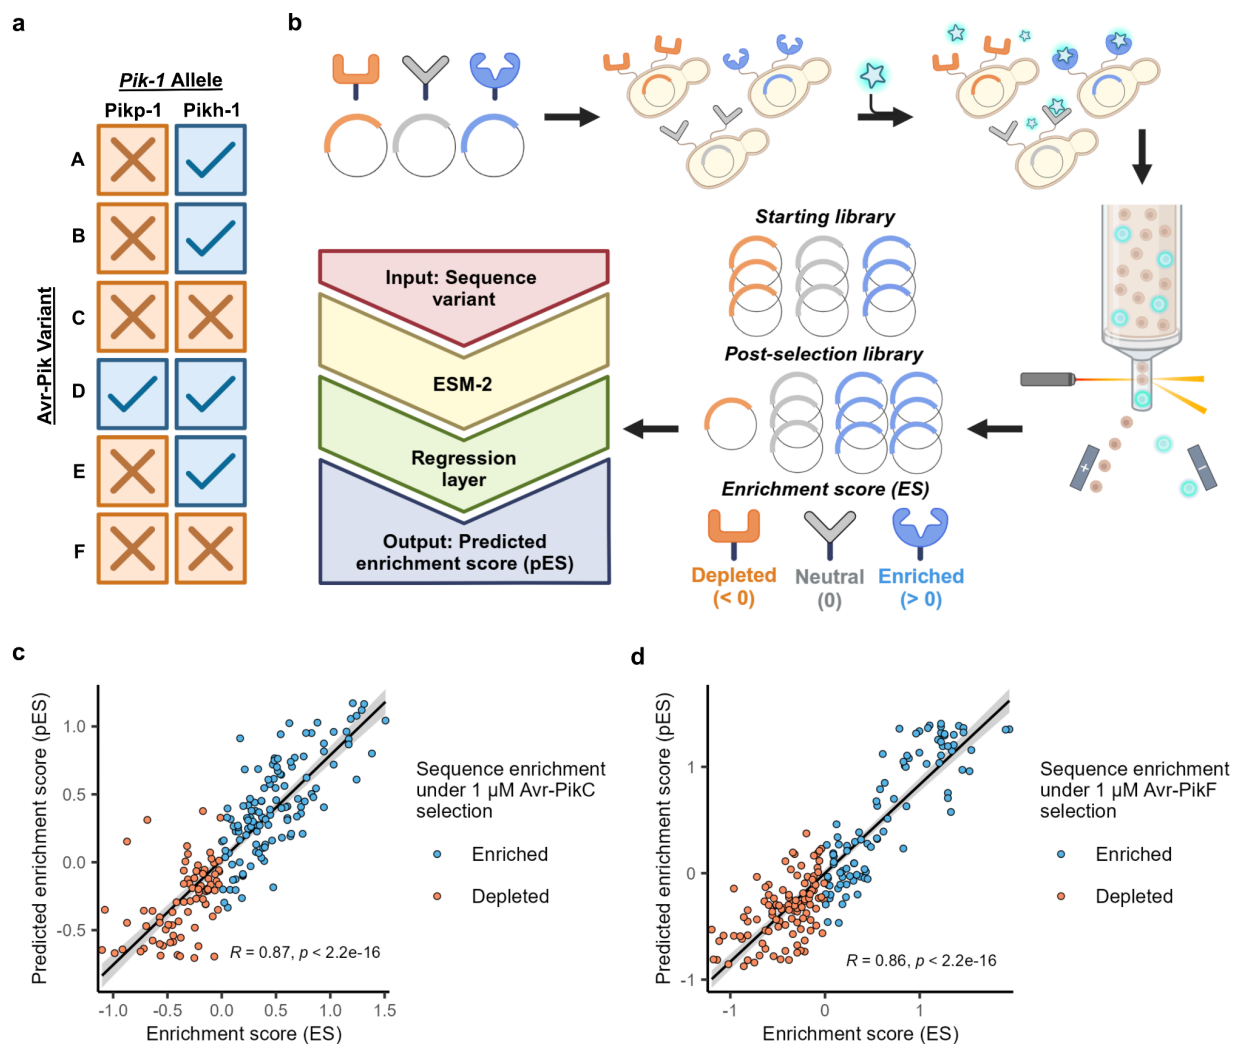 a
Pik-1 Allele
Pikp-1 Pikh-1
Avr-Pik Variant
A
B
C
D
E
F
b
+
–
Starting library
Post-selection library
Enrichment score (ES)
Depleted
(< 0)
Neutral
(0)
Enriched
(> 0)
Input: Sequence
variant
ESM-2
Regression
layer
Output: Predicted
enrichment score (pES)
c
Predicted enrichment score (pES)
1.0
0.5
0.0
-0.5
-1.0 -0.5 0.0 0.5 1.0 1.5
Enrichment score (ES)
R = 0.87, p < 2.2e-16
Sequence enrichment
under 1 μM Avr-PikC
selection
Enriched
Depleted
d
Predicted enrichment score (pES)
1
0
-1
-1 0 1
Enrichment score (ES)
R = 0.86, p < 2.2e-16
Sequence enrichment
under 1 μM Avr-PikF
selection
Enriched
Depleted